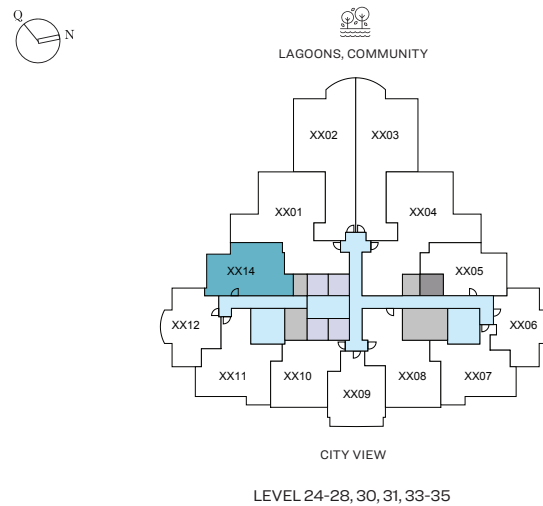 Q
N
LAGOONS, COMMUNITY
XX02 XX03
XX01 XX04
XX14 XX05
XX12 XX06
XX11 XX10 XX09 XX08 XX07
CITY VIEW
LEVEL 24-28, 30, 31, 33-35